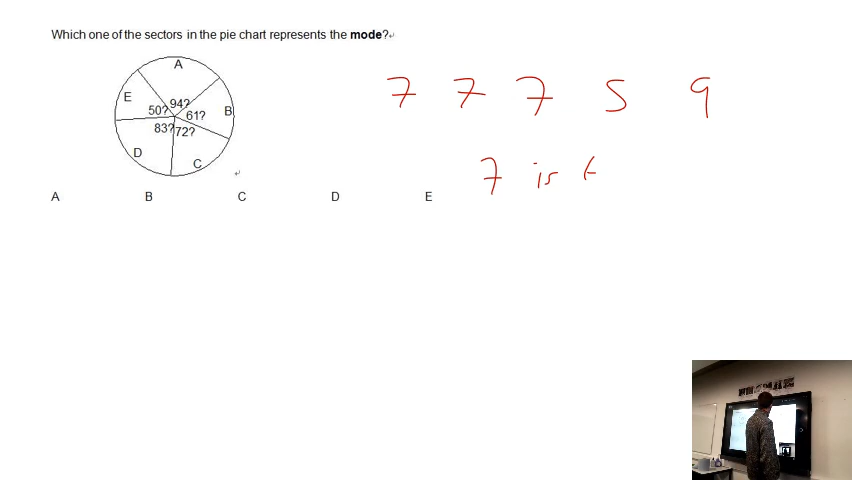 Which one of the sectors in the pie chart represents the mode?
A
E
94?
50?
61?
B
83?
72?
D
C
A B C D E
7 7 7 5 9
7 is t